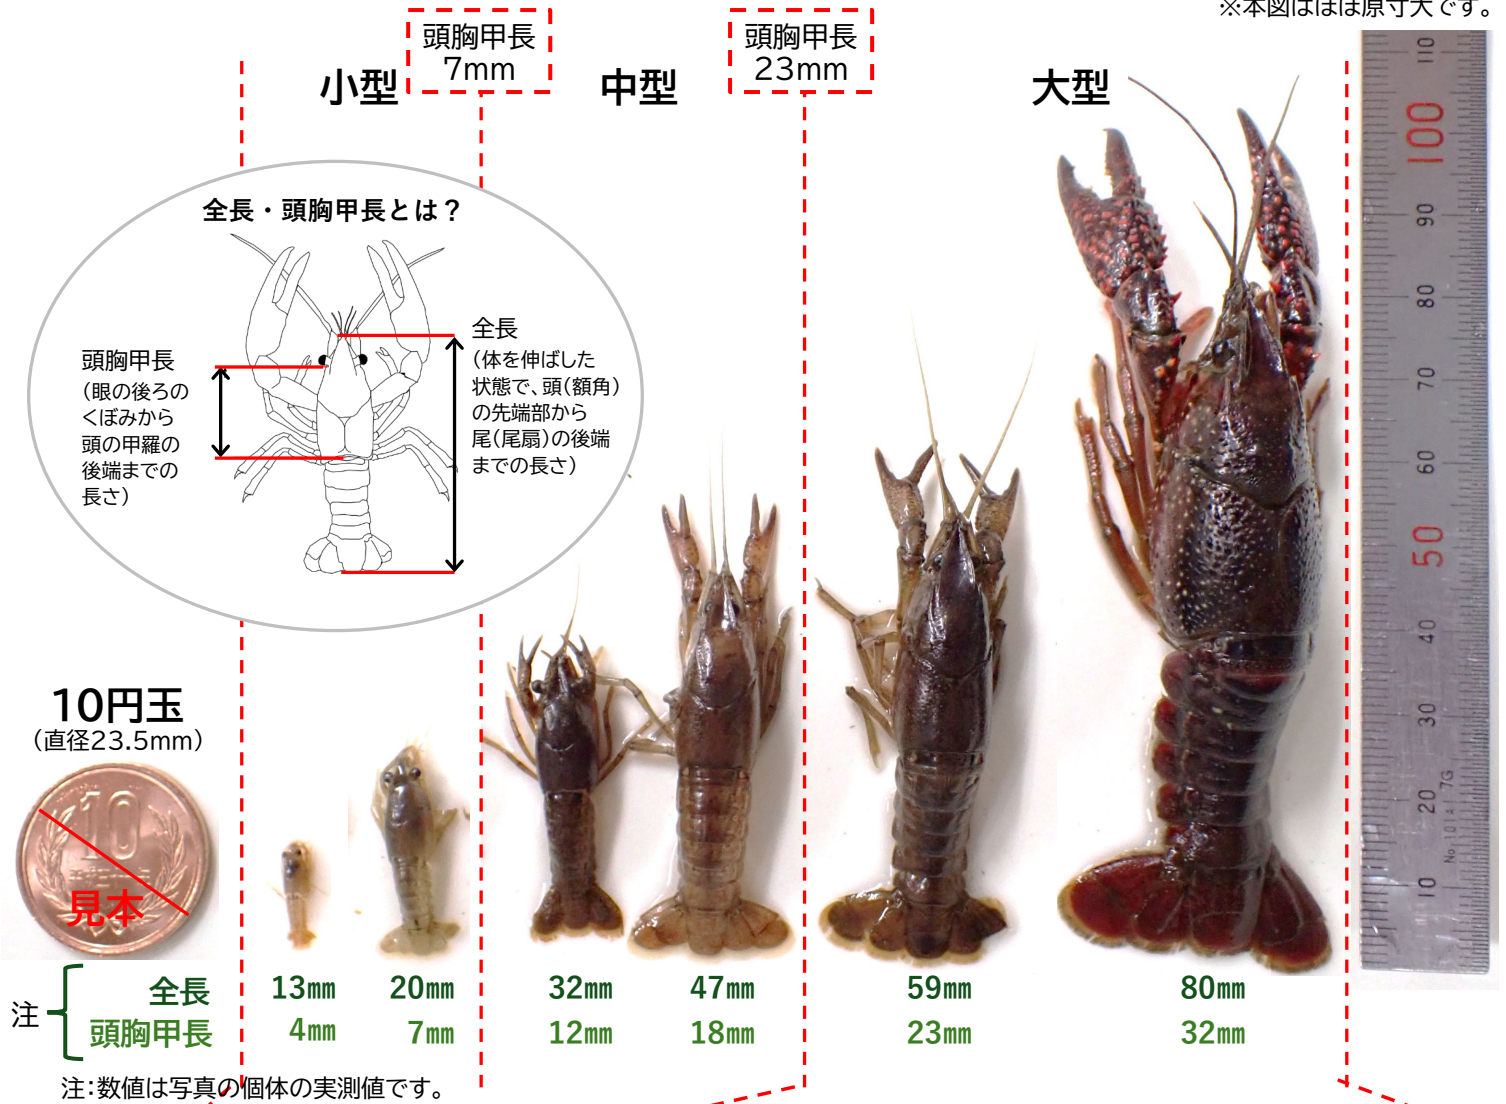 ※本図はほぼ原寸大です。
頭胸甲長
7mm
頭胸甲長
23mm
小型
中型
大型
全長・頭胸甲長とは？
頭胸甲長
（眼の後ろの
くぼみから
頭の甲羅の
後端までの
長さ）
全長
（体を伸ばした
状態で、頭（額角）
の先端部から
尾（尾扇）の後端
までの長さ）
10円玉
（直径23.5mm）
10
見本
110
100
90
80
70
60
50
40
30
20
10
注
全長
13㎜
20㎜
32㎜
47㎜
59㎜
80㎜
頭胸甲長
4㎜
7㎜
12㎜
18㎜
23㎜
32㎜
注：数値は写真の個体の実測値です。